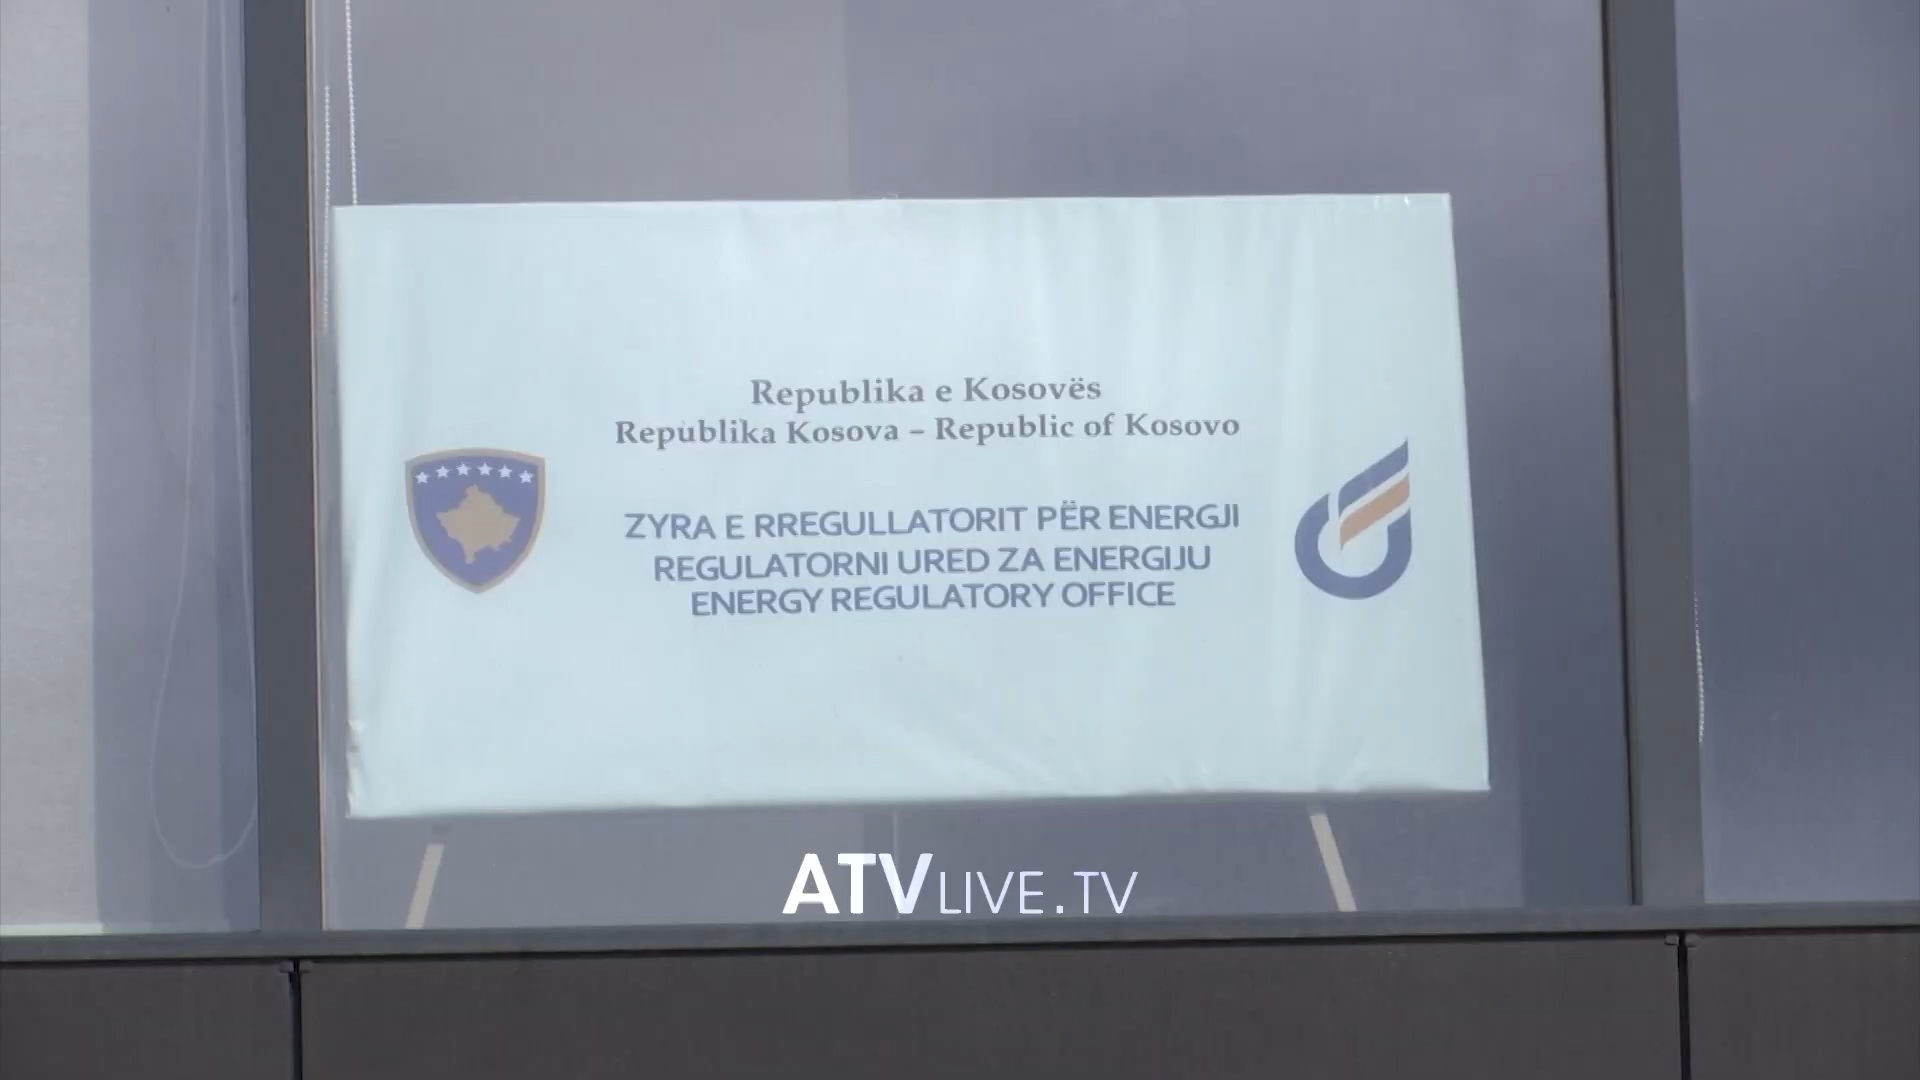 Republika e Kosovës
Republika Kosova – Republic of Kosovo
ZYRA E RREGULLATORIT PËR ENERGJI
REGULATORNI URED ZA ENERGIJU
ENERGY REGULATORY OFFICE
ATVLIVE.TV